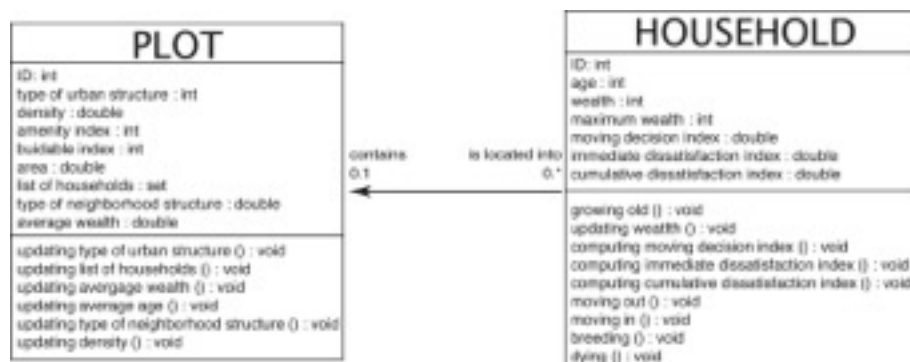 PLOT
ID: int
type of urban structure : int
density : double
amenity index : int
buidable index : int
area : double
list of households : set
type of neighborhood structure : double
average wealth : double
updating type of urban structure () : void
updating list of households () : void
updating avergage wealth () : void
updating average age () : void
updating type of neighborhood structure () : void
updating density () : void
contains
0.1
is located into
0.*
HOUSEHOLD
ID: int
age : int
wealth : int
maximum wealth : int
moving decision index : double
immediate dissatisfaction index : double
cumulative dissatisfaction index : double
growing old () : void
updating wealtlh () : void
computing moving decision index () : void
computing immediate dissatisfaction index () : void
computing cumulative dissatisfaction index () : void
moving out () : void
moving in () : void
breeding () : void
dying () : void